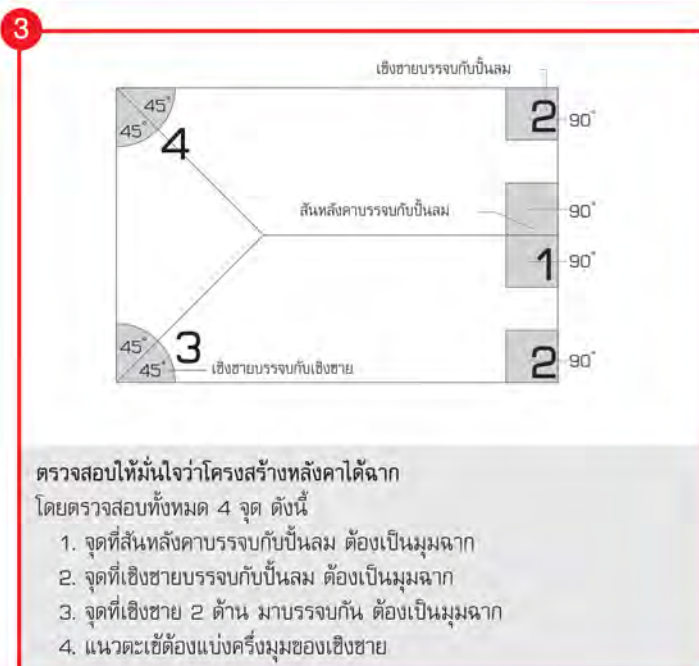 3
เชิงชายบรรจบกับปั้นลม
45°
45°
4
2
90°
สันหลังคาบรรจบกับปั้นลม
90°
1
90°
45°
45°
3
เชิงชายบรรจบกับเชิงชาย
2
90°
ตรวจสอบให้มั่นใจว่าโครงสร้างหลังคาได้ฉาก
โดยตรวจสอบทั้งหมด 4 จุด ดังนี้
1. จุดที่สันหลังคาบรรจบกับปั้นลม ต้องเป็นมุมฉาก
2. จุดที่เชิงชายบรรจบกับปั้นลม ต้องเป็นมุมฉาก
3. จุดที่เชิงชาย 2 ด้าน มาบรรจบกัน ต้องเป็นมุมฉาก
4. แนวตะเข้ต้องแบ่งครึ่งมุมของเชิงชาย